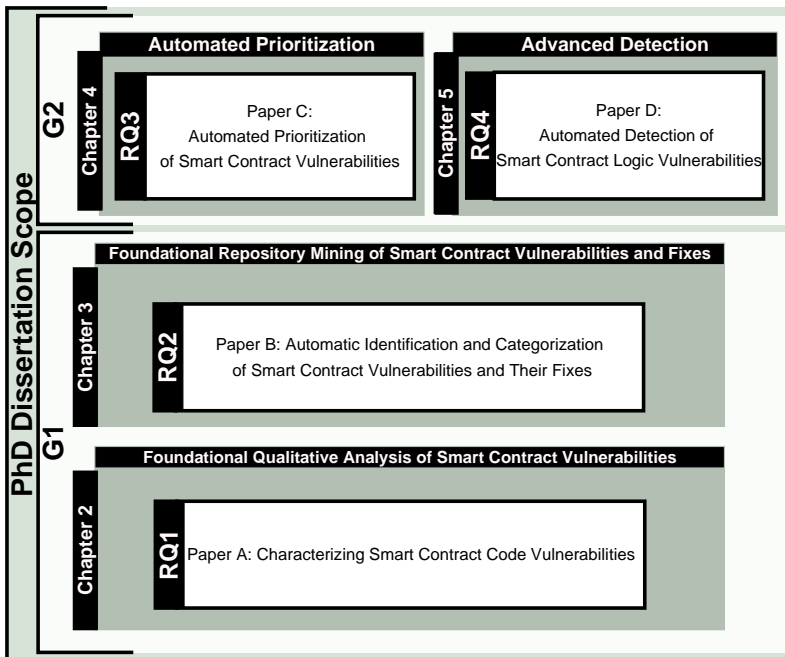 PhD Dissertation Scope
G2
Automated Prioritization
Chapter 4
RQ3
Paper C:
Automated Prioritization
of Smart Contract Vulnerabilities
Advanced Detection
Chapter 5
RQ4
Paper D:
Automated Detection of
Smart Contract Logic Vulnerabilities
G1
Foundational Repository Mining of Smart Contract Vulnerabilities and Fixes
Chapter 3
RQ2
Paper B: Automatic Identification and Categorization
of Smart Contract Vulnerabilities and Their Fixes
Foundational Qualitative Analysis of Smart Contract Vulnerabilities
Chapter 2
RQ1
Paper A: Characterizing Smart Contract Code Vulnerabilities